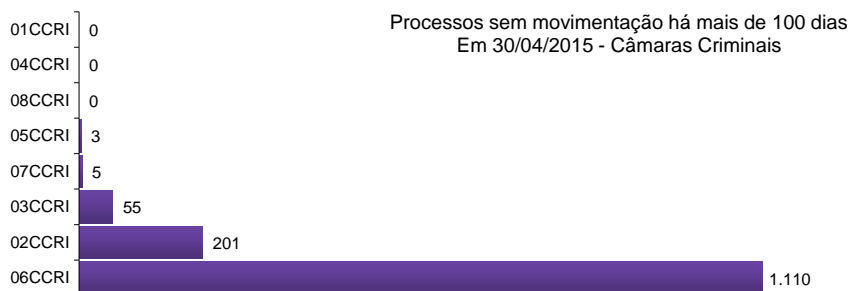 Processos sem movimentação há mais de 100 dias
Em 30/04/2015 - Câmaras Criminais
01CCRI 0
04CCRI 0
08CCRI 0
05CCRI 3
07CCRI 5
03CCRI 55
02CCRI 201
06CCRI 1.110